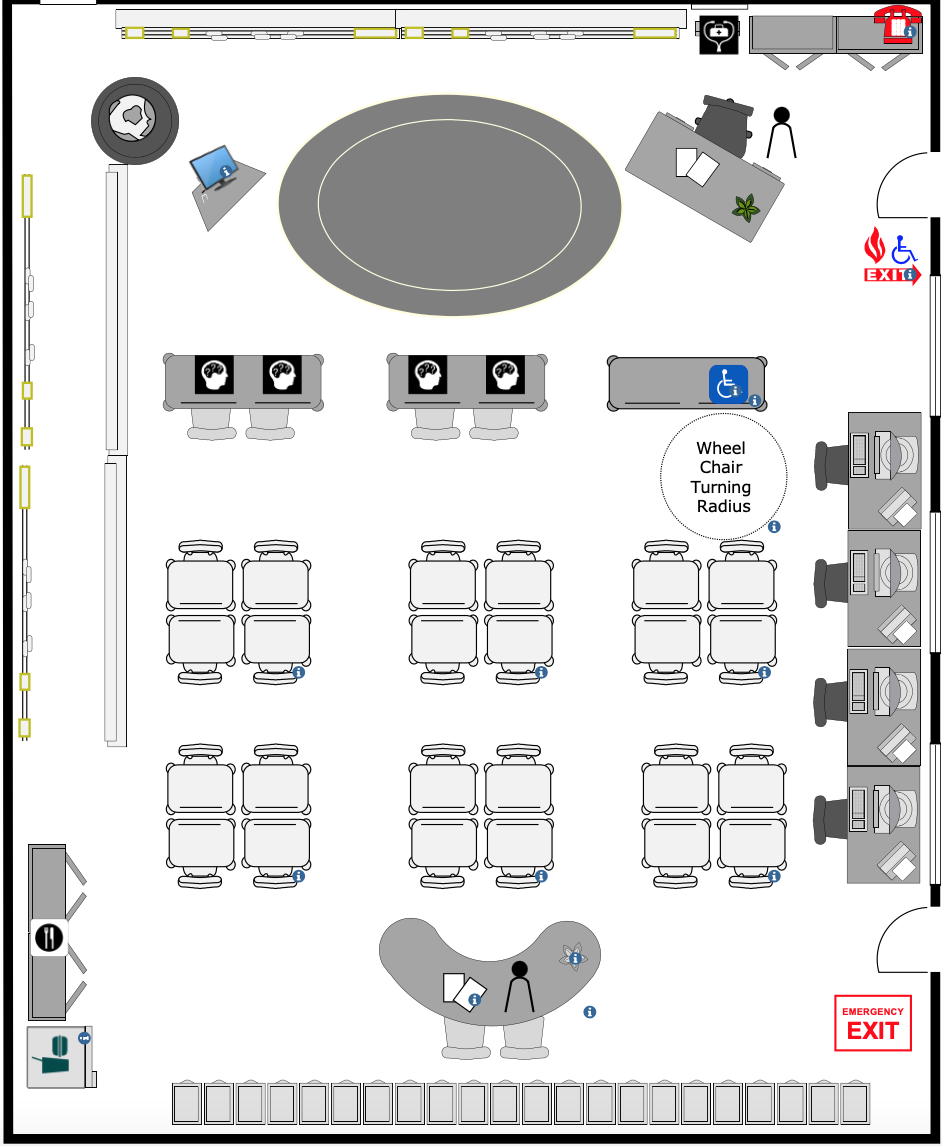 EXIT
Wheel
Chair
Turning
Radius
EMERGENCY
EXIT